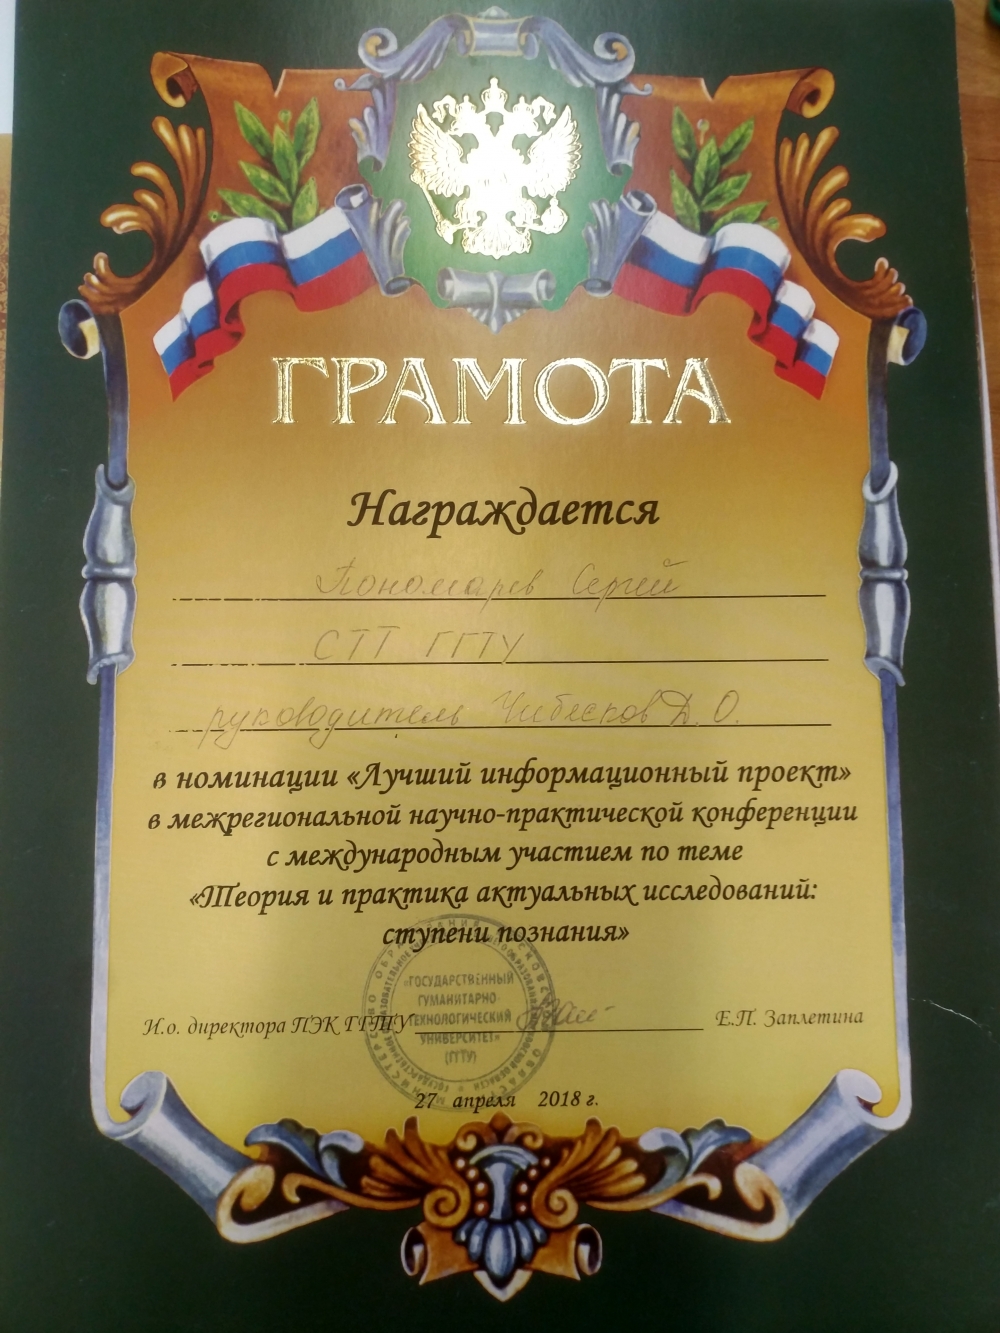 ГРАМОТА
Награждается
Пономарев Сергей
СТТ ГГТУ
руководитель Чибесков Д.О.
в номинации «Лучший информационный проект»
в межрегиональной научно-практической конференции
с международным участием по теме
«Теория и практика актуальных исследований:
ступени познания»
«ГОСУДАРСТВЕННЫЙ
ГУМАНИТАРНО-
ТЕХНОЛОГИЧЕСКИЙ
УНИВЕРСИТЕТ»
(ГГТУ)
И.о. директора ПЭК ГГТУ Е.П. Заплетина
27 апреля 2018 г.